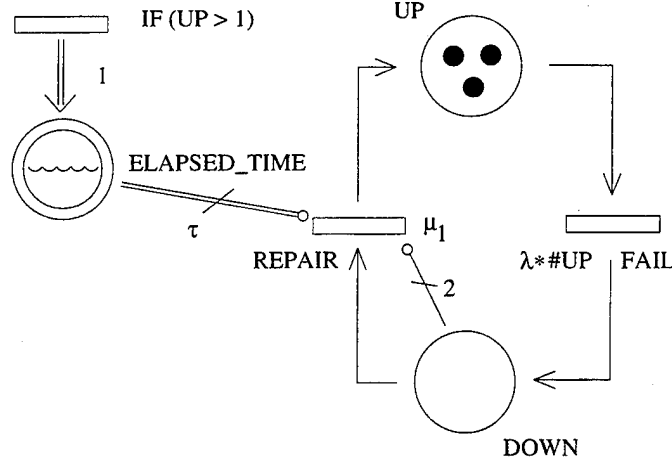 IF (UP > 1)
UP
1
ELAPSED_TIME
τ
μ1
REPAIR
λ*#UP FAIL
2
DOWN